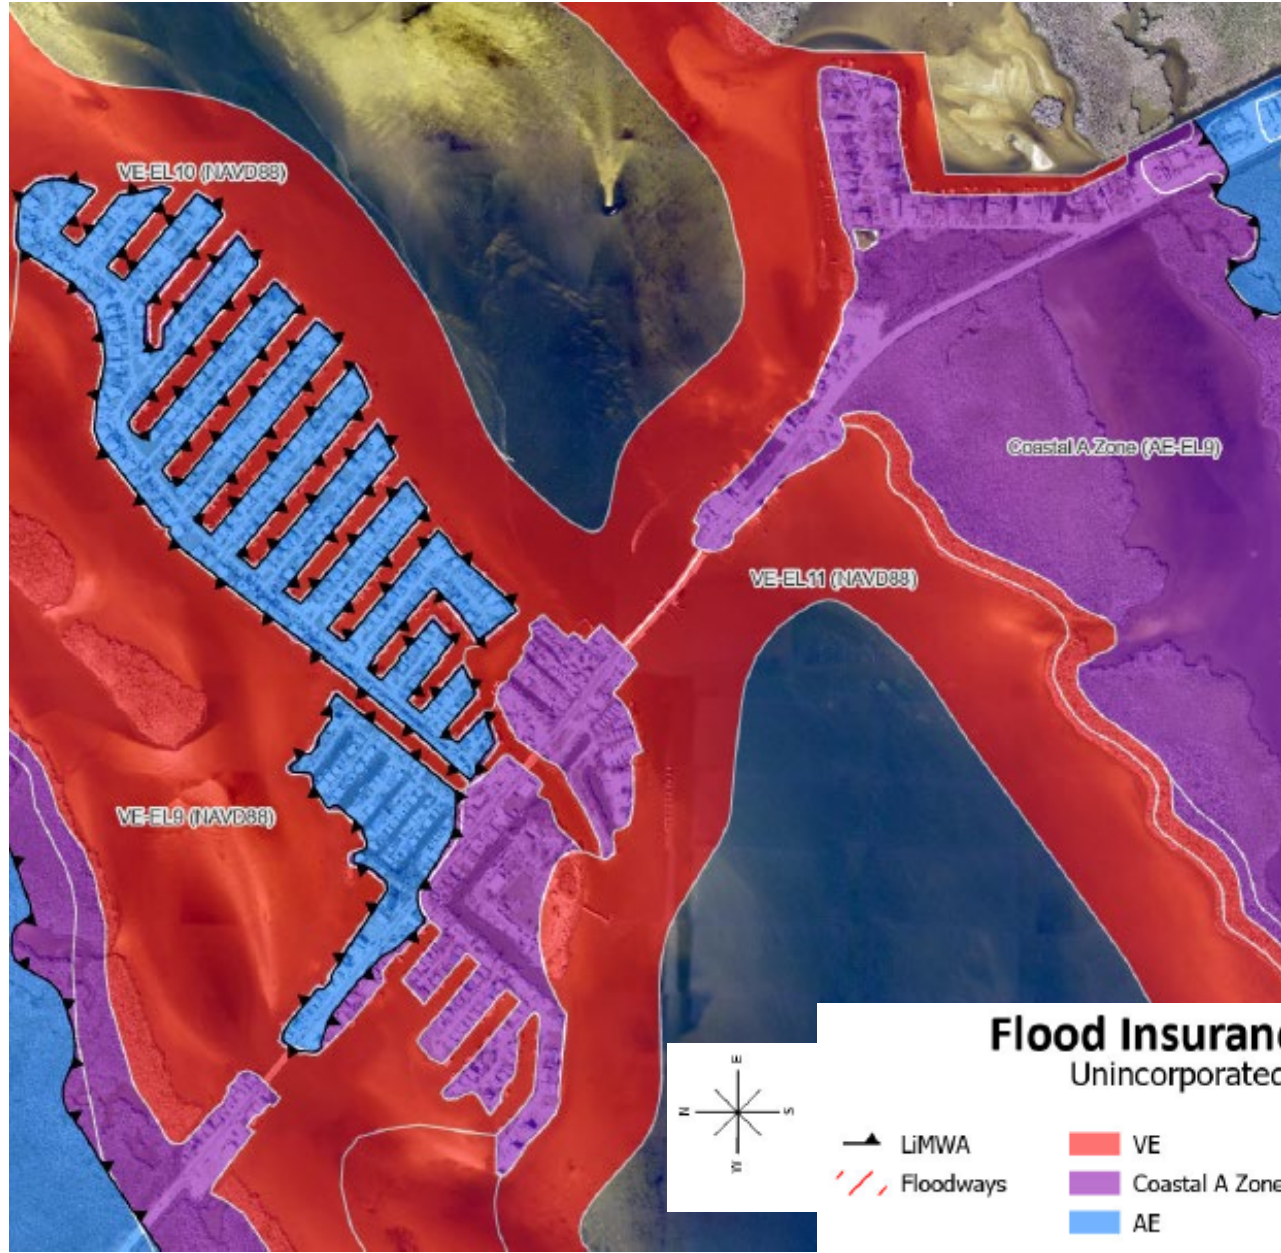 VE-EL10 (NAVD88)
Coastal A Zone (AE-EL9)
VE-EL11 (NAVD88)
VE-EL9 (NAVD88)
Flood Insuranc
Unincorporated
E
N
S
W
LiMWA
VE
Floodways
Coastal A Zone
AE